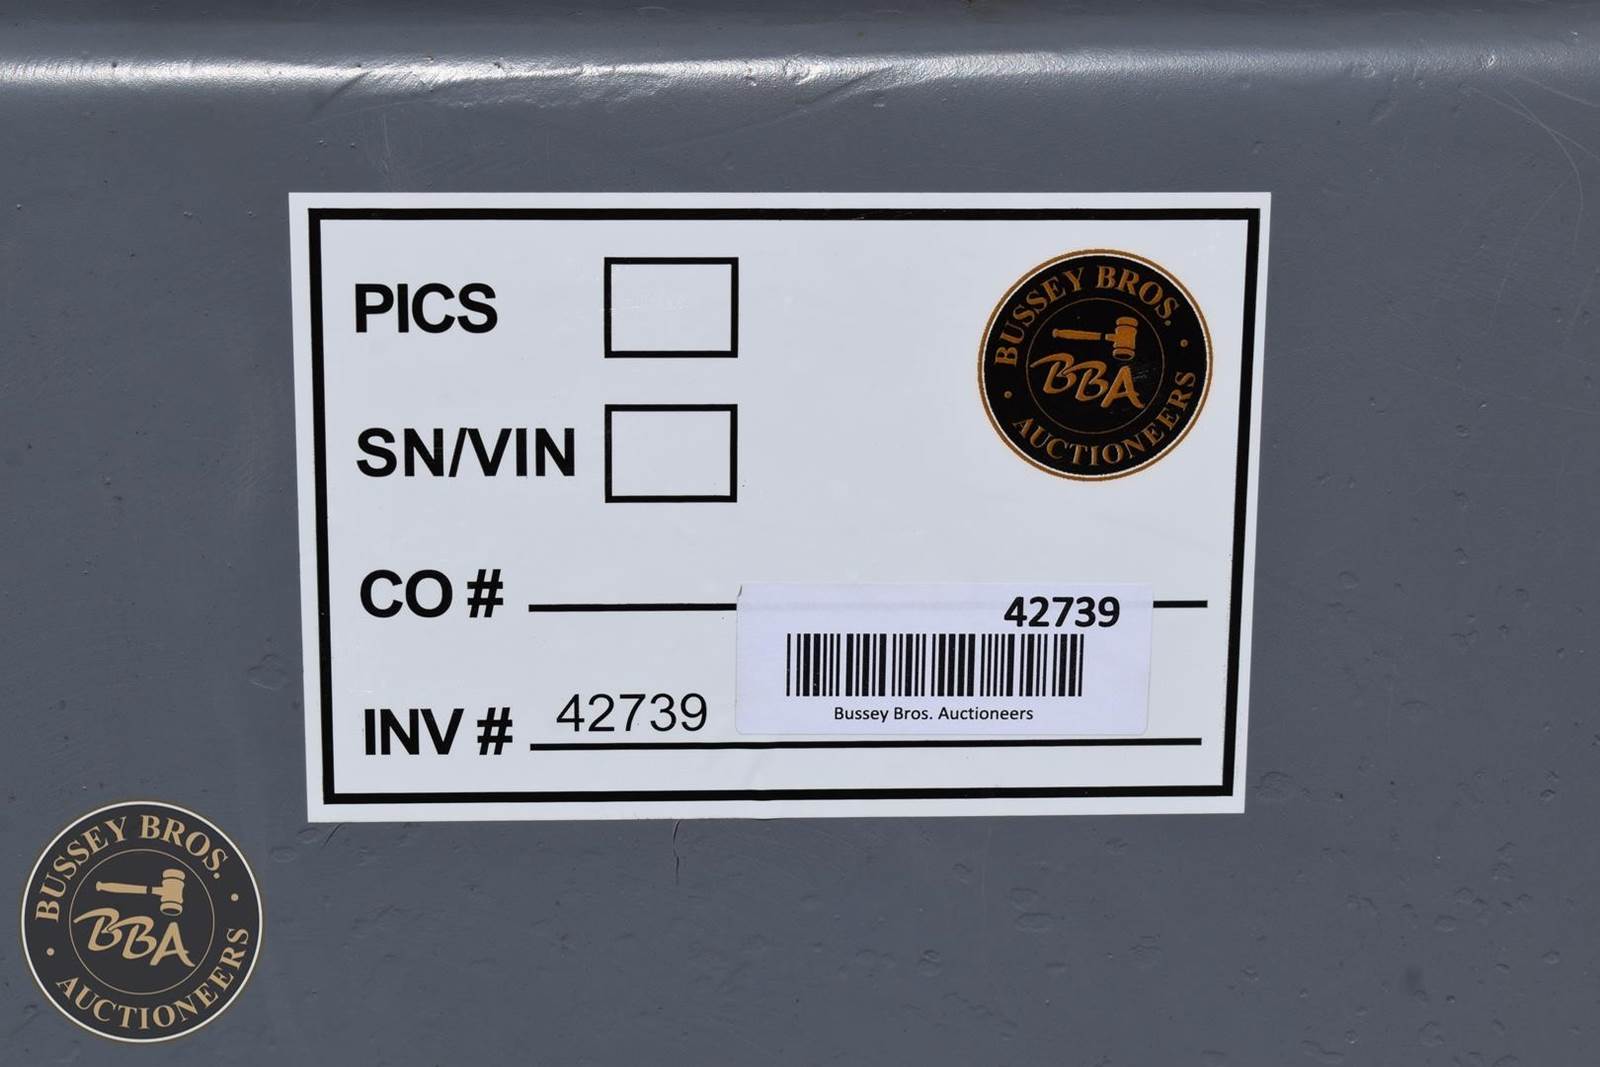 PICS
BUSSEY BROS.
BBA
AUCTIONEERS
SN/VIN
CO #
42739
Bussey Bros. Auctioneers
INV # 42739
BUSSEY BROS.
BBA
AUCTIONEERS